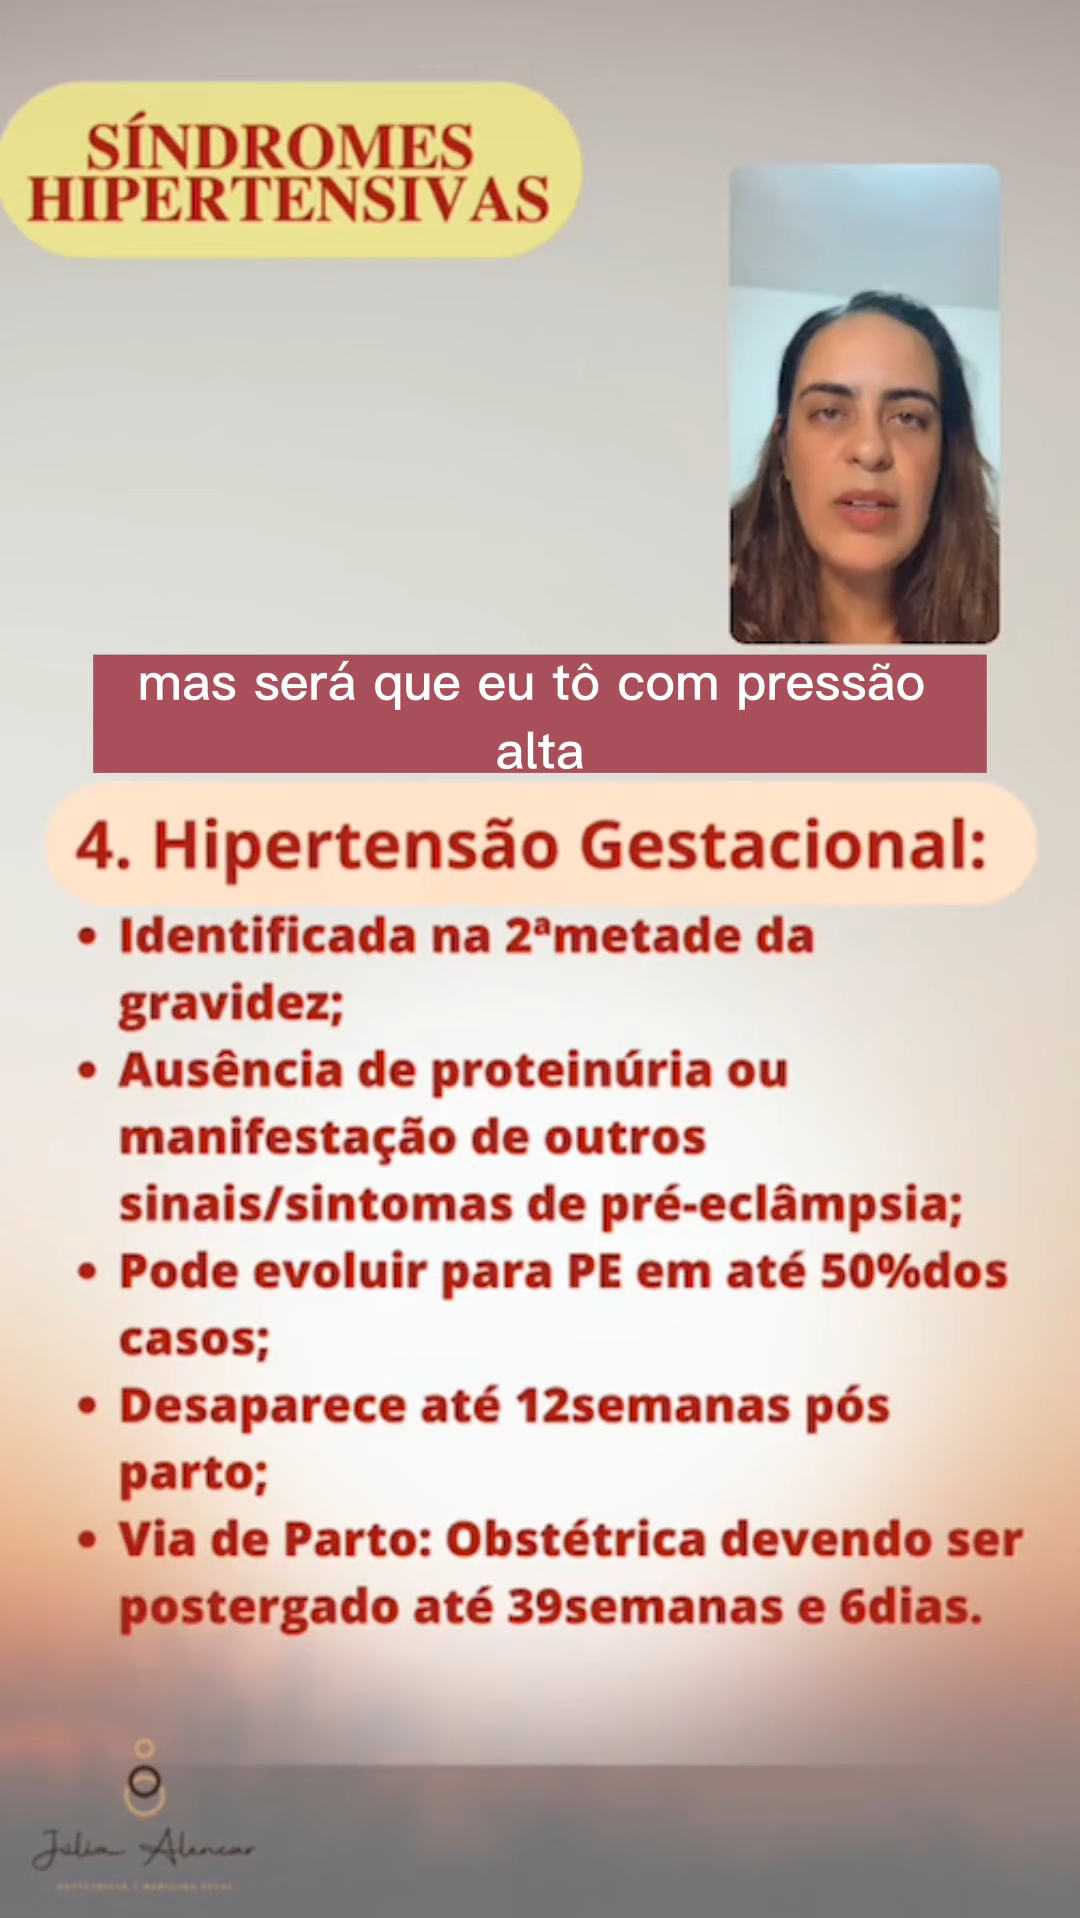 SÍNDROMES
HIPERTENSIVAS
mas será que eu tô com pressão
alta
4. Hipertensão Gestacional:
• Identificada na 2ªmetade da
gravidez;
• Ausência de proteinúria ou
manifestação de outros
sinais/sintomas de pré-eclâmpsia;
• Pode evoluir para PE em até 50%dos
casos;
• Desaparece até 12semanas pós
parto;
• Via de Parto: Obstétrica devendo ser
postergado até 39semanas e 6dias.
Júlia Alencar